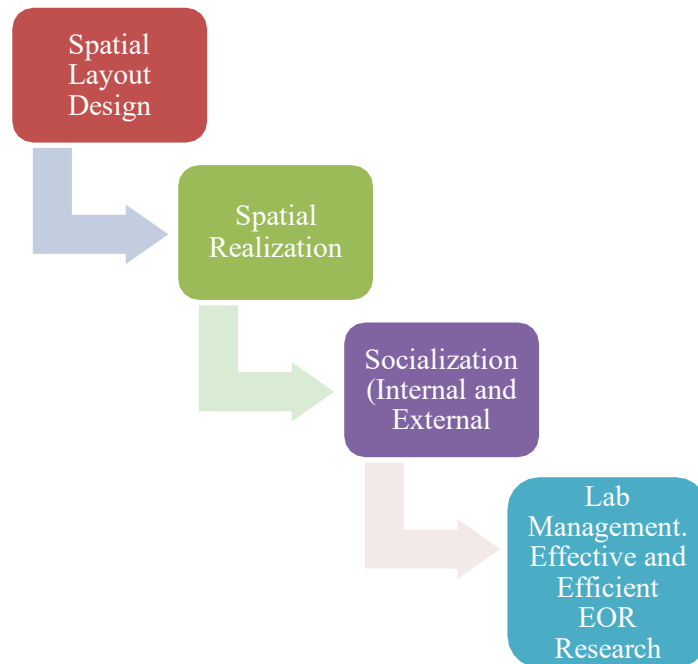 Spatial
Layout
Design
Spatial
Realization
Socialization
(Internal and
External
Lab
Management.
Effective and
Efficient
EOR
Research